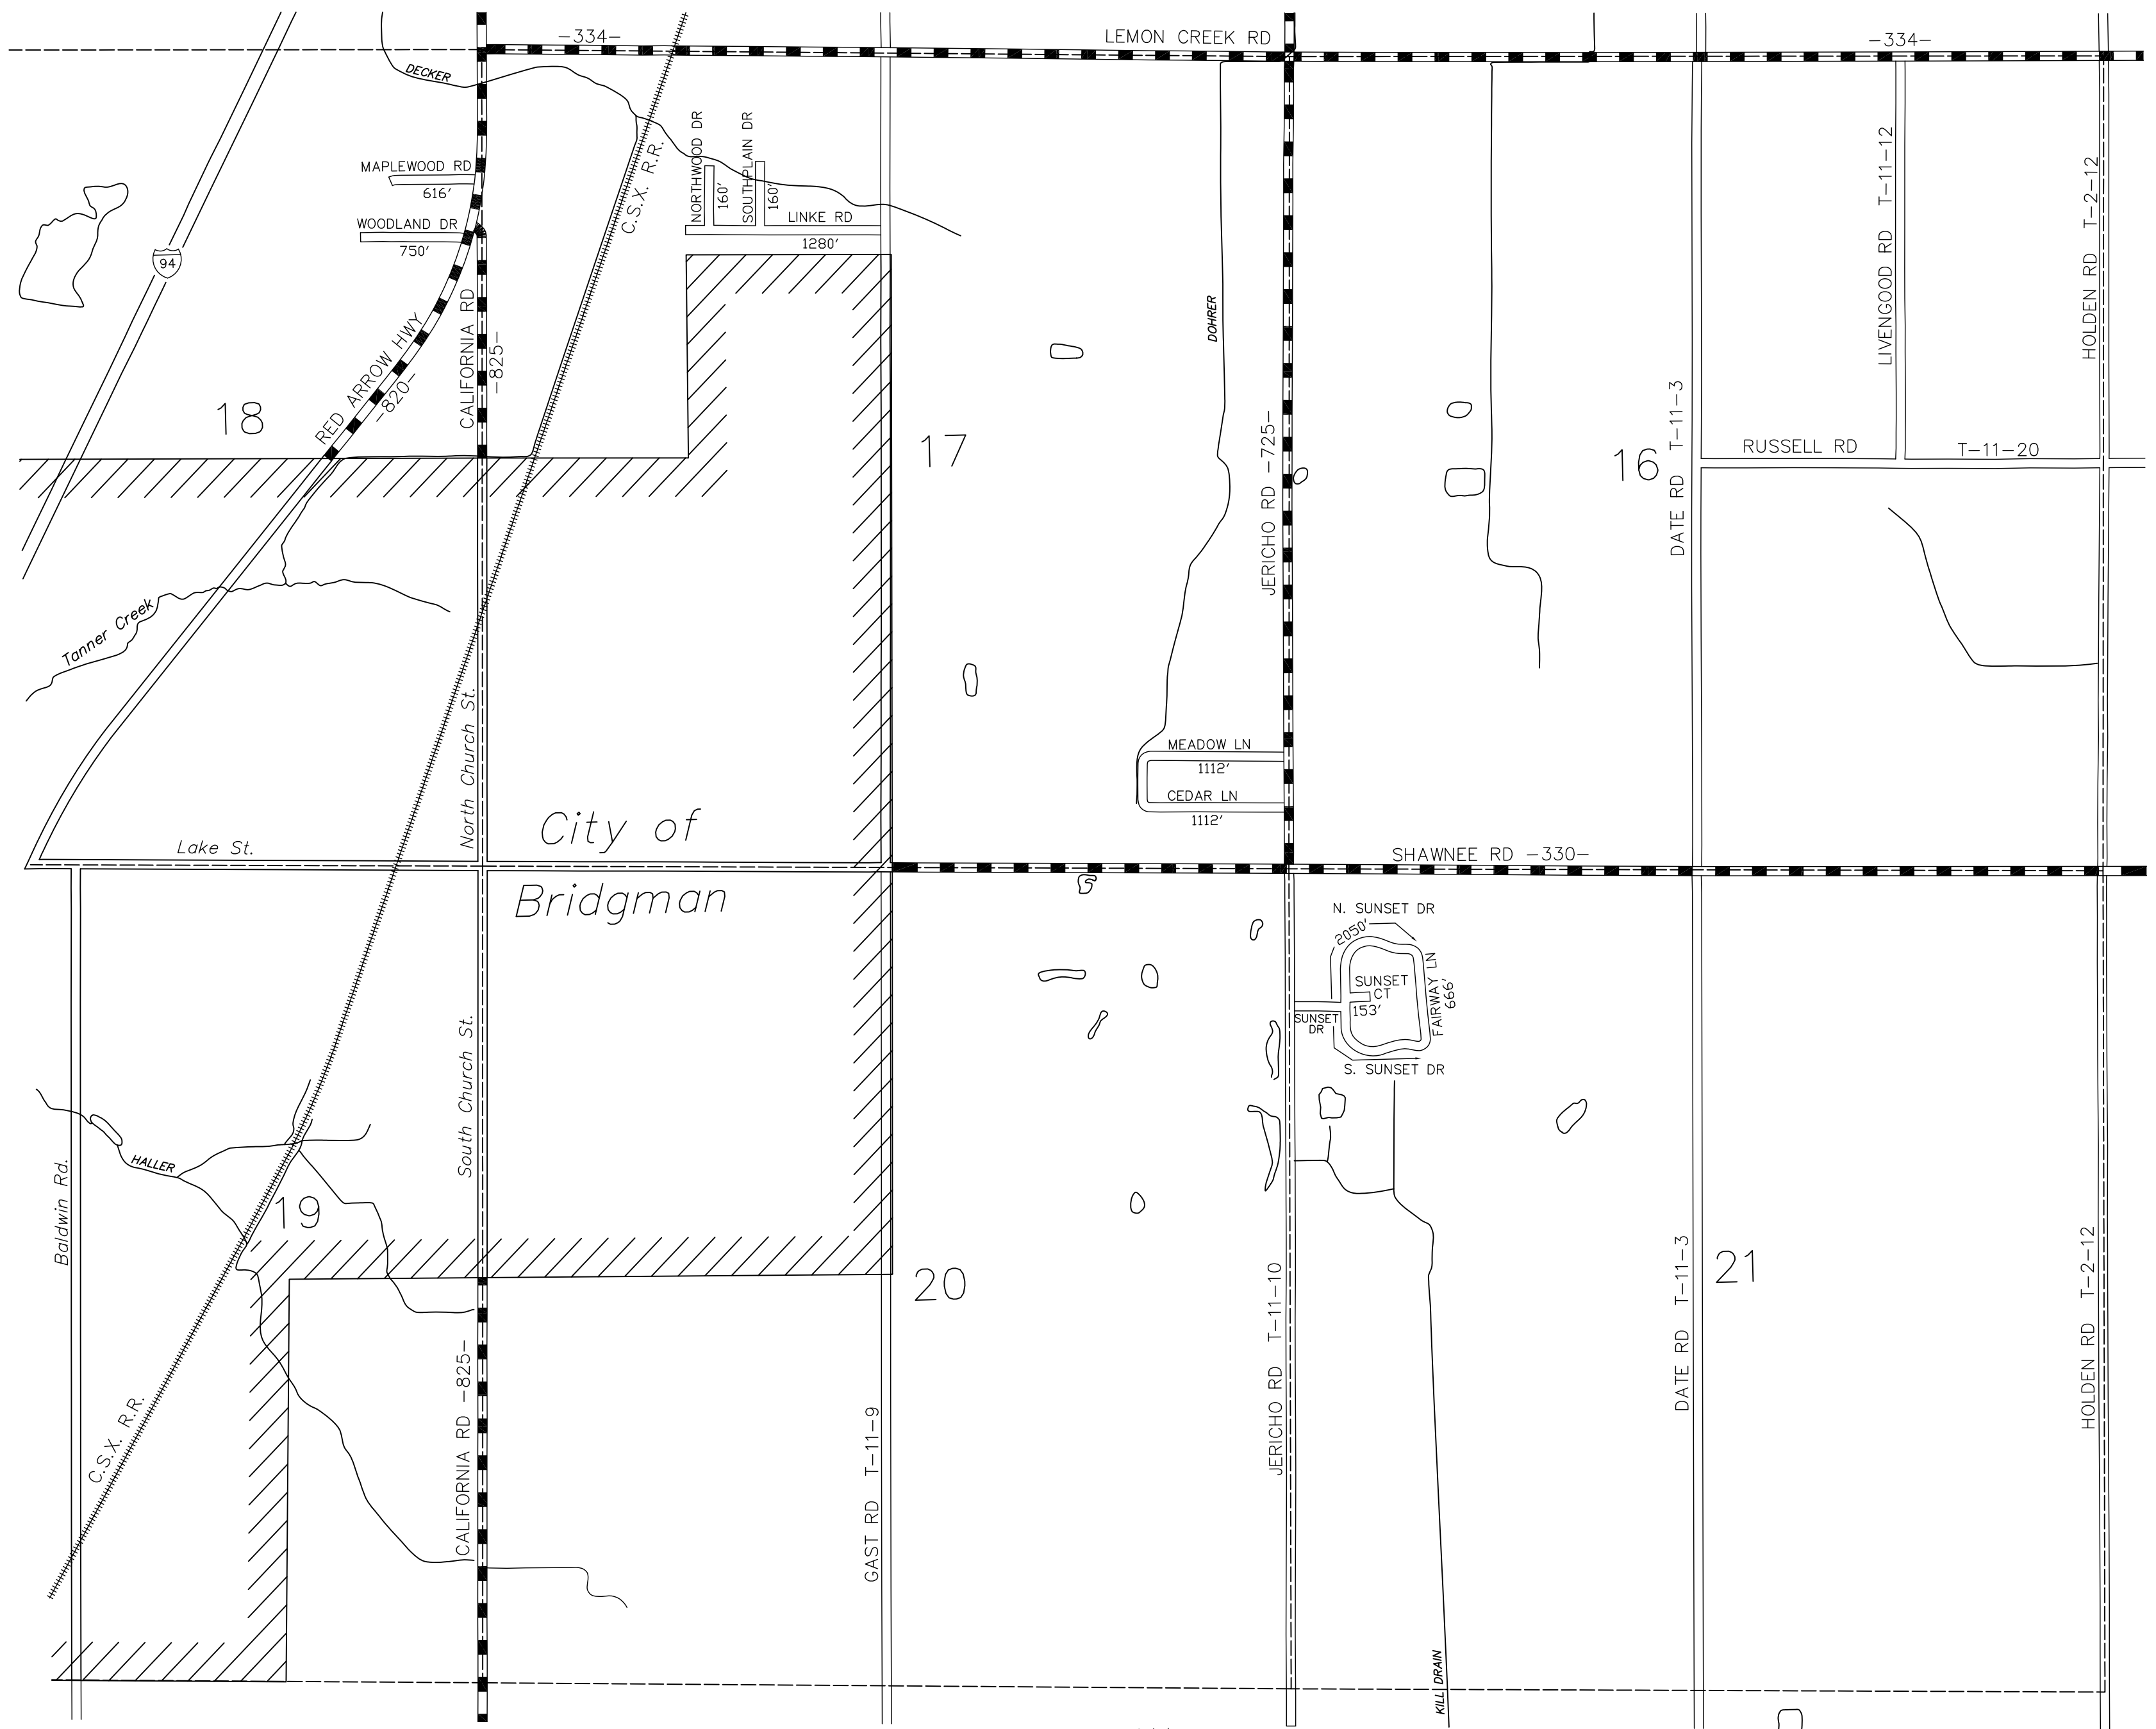 -334-
LEMON CREEK RD
-334-
DECKER
MAPLEWOOD RD
616'
WOODLAND DR
750'
NORTHWOOD DR
160'
SOUTHPLAIN DR
160'
LINKE RD
1280'
C.S.X. R.R.
94
RED ARROW HWY
-820-
CALIFORNIA RD
-825-
18
17
16
DOHRER
JERICHO RD -725-
DATE RD T-11-3
LIVENGOOD RD T-11-12
HOLDEN RD T-2-12
RUSSELL RD
T-11-20
Tanner Creek
North Church St.
Lake St.
City of
Bridgman
MEADOW LN
1112'
CEDAR LN
1112'
SHAWNEE RD -330-
N. SUNSET DR
2050'
SUNSET
CT
153'
FAIRWAY LN
666'
SUNSET
DR
S. SUNSET DR
South Church St.
Baldwin Rd.
HALLER
19
20
21
C.S.X. R.R.
CALIFORNIA RD -825-
GAST RD T-11-9
JERICHO RD T-11-10
DATE RD T-11-3
HOLDEN RD T-2-12
KILL DRAIN